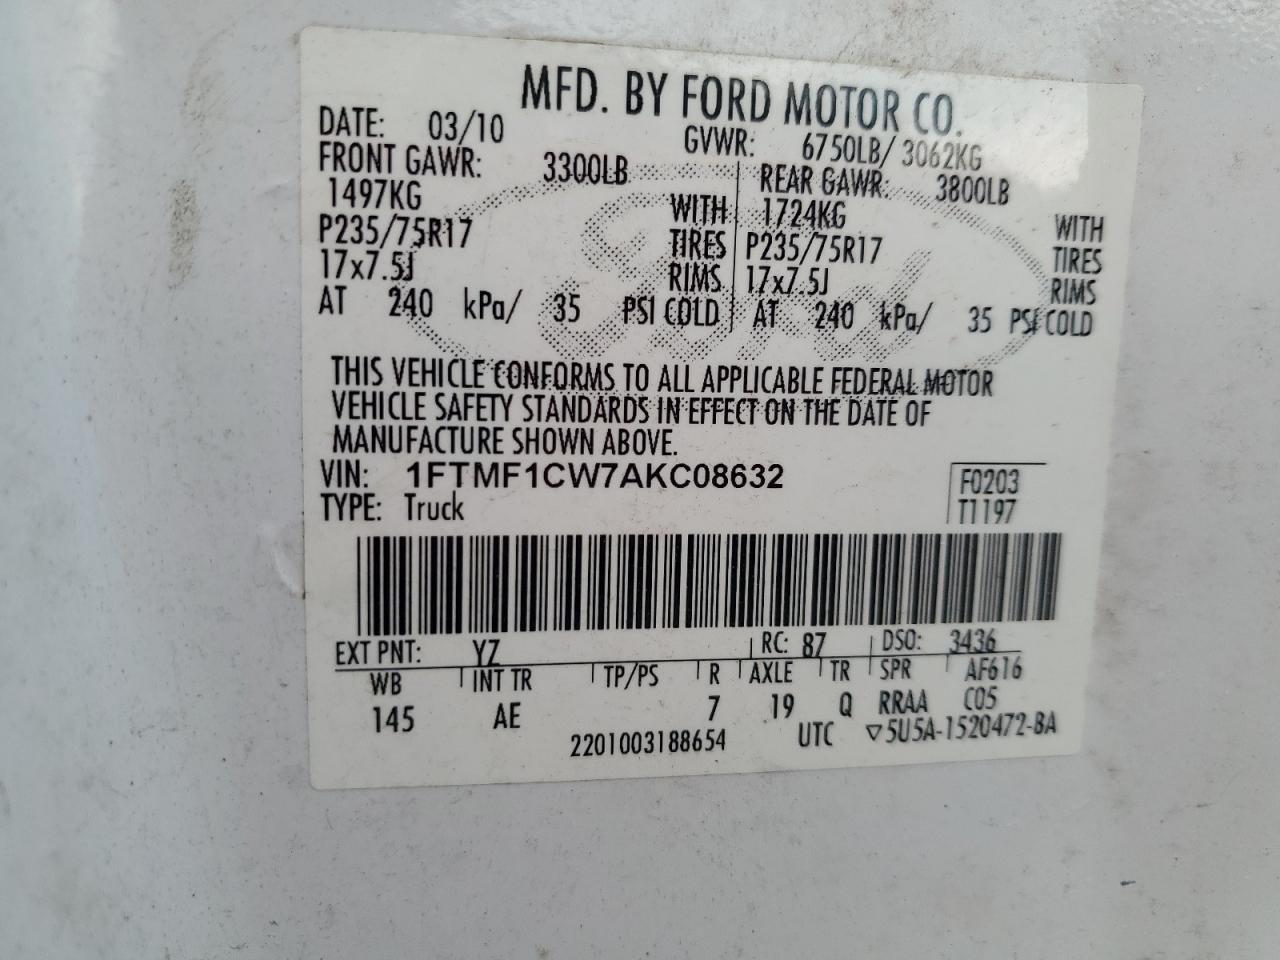 MFD. BY FORD MOTOR CO.
DATE: 03/10 GVWR: 6750LB/ 3062KG
FRONT GAWR: 3300LB REAR GAWR: 3800LB
1497KG WITH 1724KG WITH
P235/75R17 TIRES P235/75R17 TIRES
17x7.5J RIMS 17x7.5J RIMS
AT 240 kPa/ 35 PSI COLD AT 240 kPa/ 35 PSI COLD
Ford
THIS VEHICLE CONFORMS TO ALL APPLICABLE FEDERAL MOTOR
VEHICLE SAFETY STANDARDS IN EFFECT ON THE DATE OF
MANUFACTURE SHOWN ABOVE.
VIN: 1FTMF1CW7AKC08632 F0203
TYPE: Truck T1197
EXT PNT: YZ RC: 87 DSO: 3436
WB INT TR TP/PS R AXLE TR SPR AF616
145 AE 7 19 Q RRAA C05
2201003188654 UTC ▽5U5A-1520472-BA